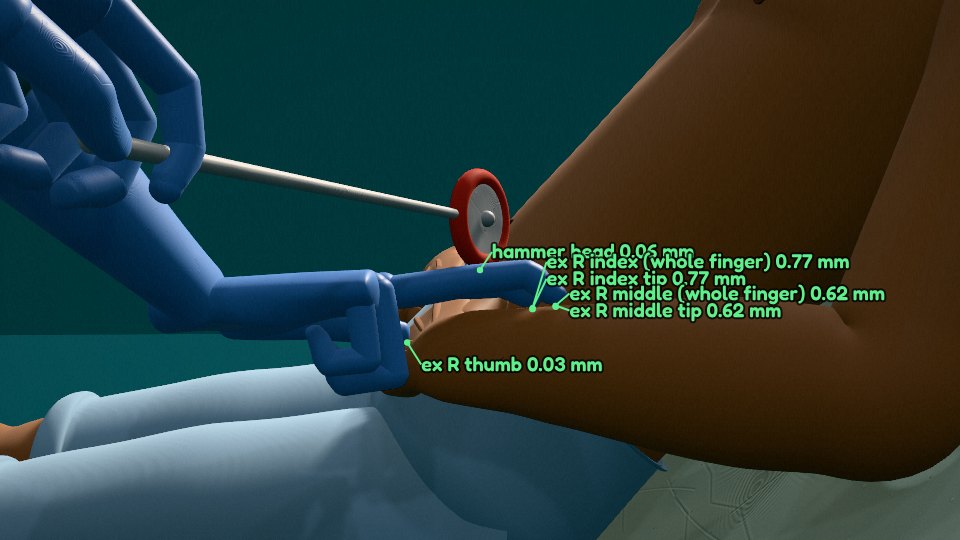 hammer head 0.06 mm
ex R index (whole finger) 0.77 mm
ex R index tip 0.77 mm
ex R middle (whole finger) 0.62 mm
ex R middle tip 0.62 mm
ex R thumb 0.03 mm